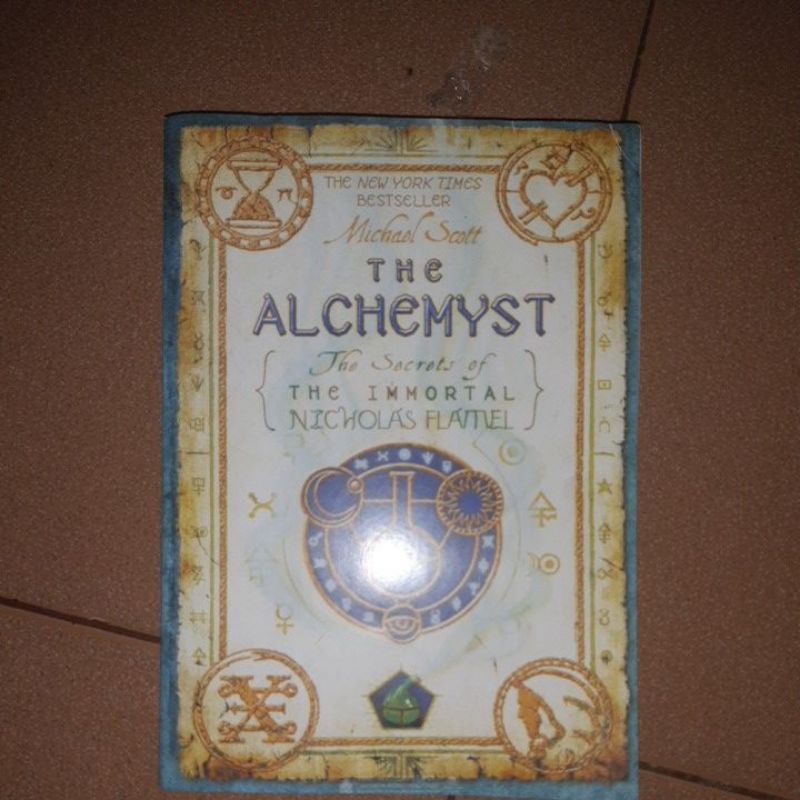 THE NEW YORK TIMES
BESTSELLER
Michael Scott
THE
ALCHEMYST
The Secrets of
THE IMMORTAL
NICHOLAS FLAMEL